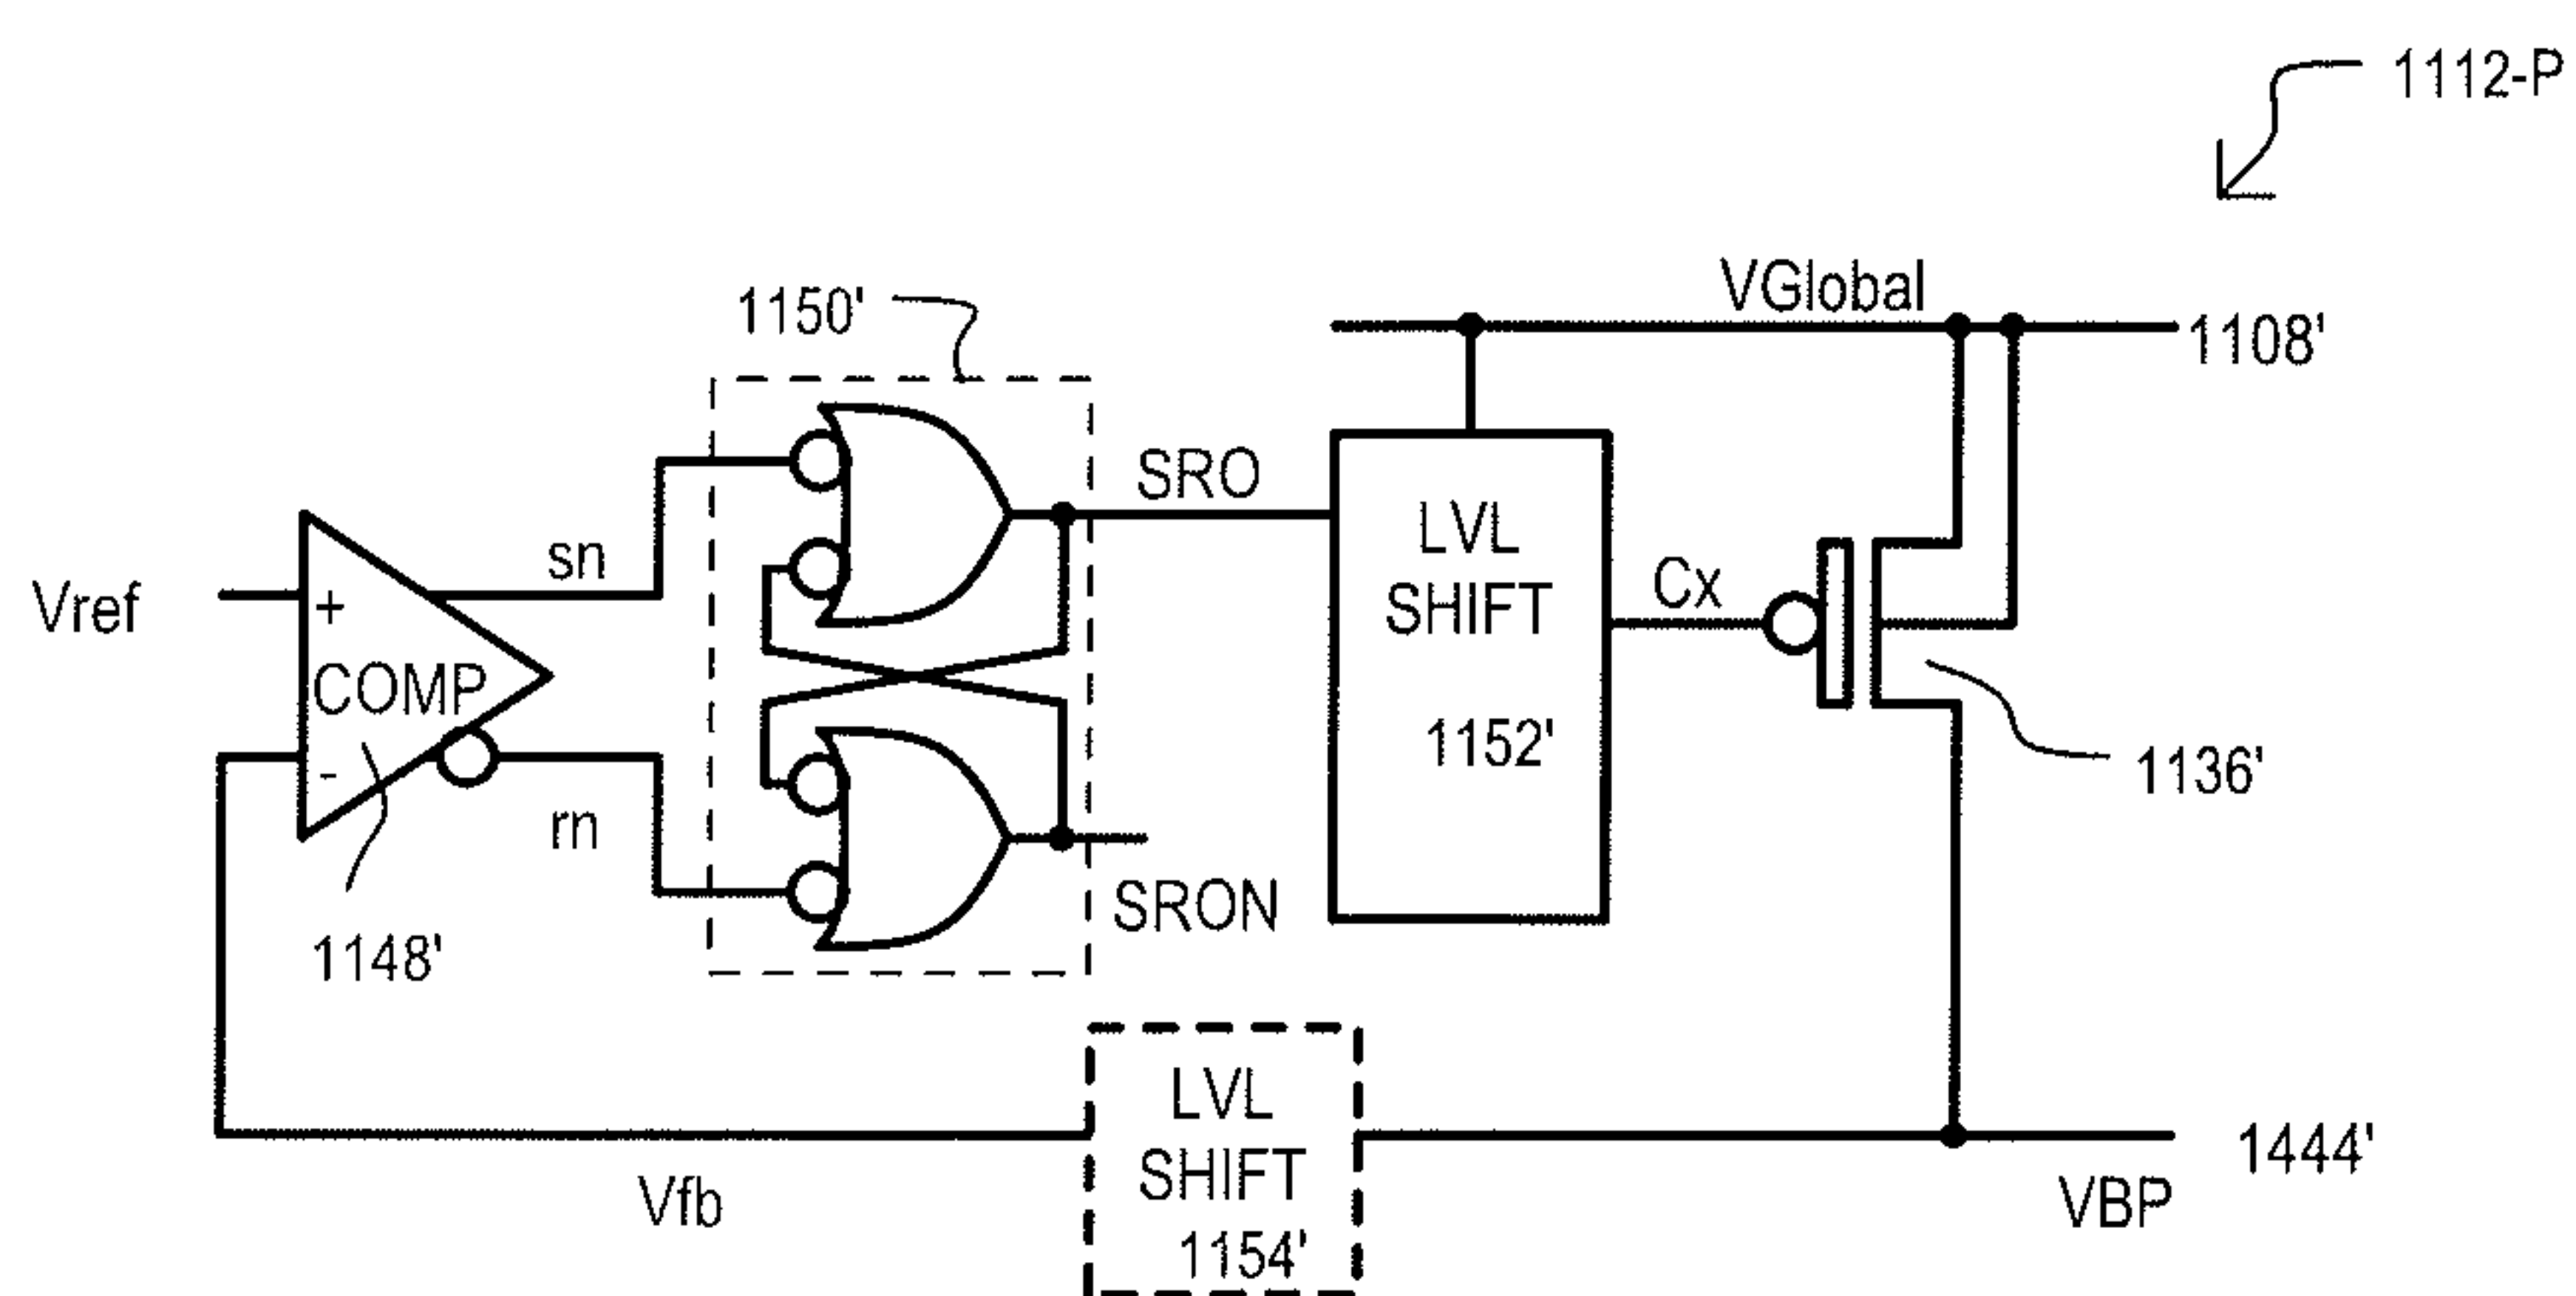 1112-P
VGlobal
1108'
1150'
SRO
LVL
SHIFT
1152'
Cx
1136'
sn
Vref
+
COMP
-
rn
1148'
SRON
LVL
SHIFT
1154'
Vfb
1444'
VBP